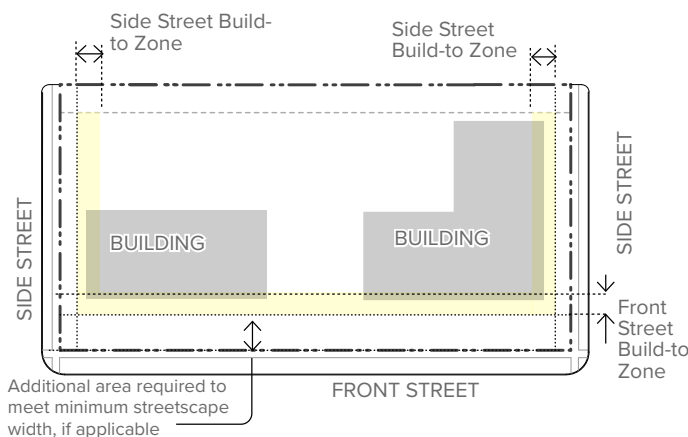 Side Street Build-
to Zone
Side Street
Build-to Zone
SIDE STREET
BUILDING
BUILDING
SIDE STREET
Front
Street
Build-to
Zone
Additional area required to
meet minimum streetscape
width, if applicable
FRONT STREET